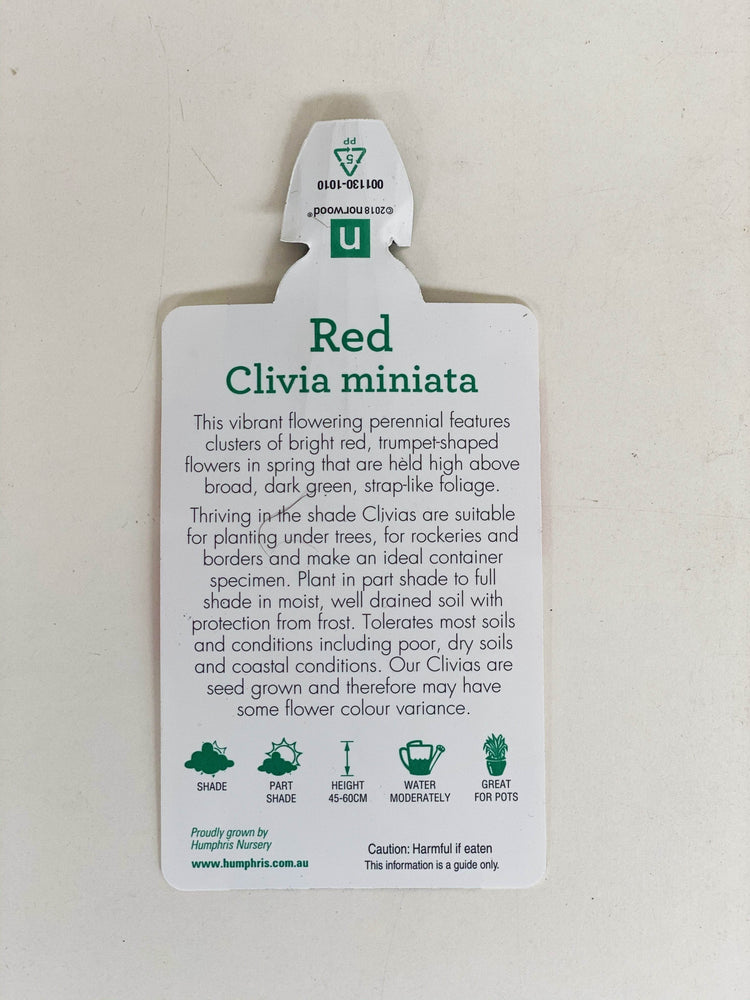 5
PP
001130-1010
©2018 norwood®
n
Red
Clivia miniata
This vibrant flowering perennial features
clusters of bright red, trumpet-shaped
flowers in spring that are held high above
broad, dark green, strap-like foliage.
Thriving in the shade Clivias are suitable
for planting under trees, for rockeries and
borders and make an ideal container
specimen. Plant in part shade to full
shade in moist, well drained soil with
protection from frost. Tolerates most soils
and conditions including poor, dry soils
and coastal conditions. Our Clivias are
seed grown and therefore may have
some flower colour variance.
SHADE
PART
SHADE
HEIGHT
45-60CM
WATER
MODERATELY
GREAT
FOR POTS
Proudly grown by
Humphris Nursery
www.humphris.com.au
Caution: Harmful if eaten
This information is a guide only.